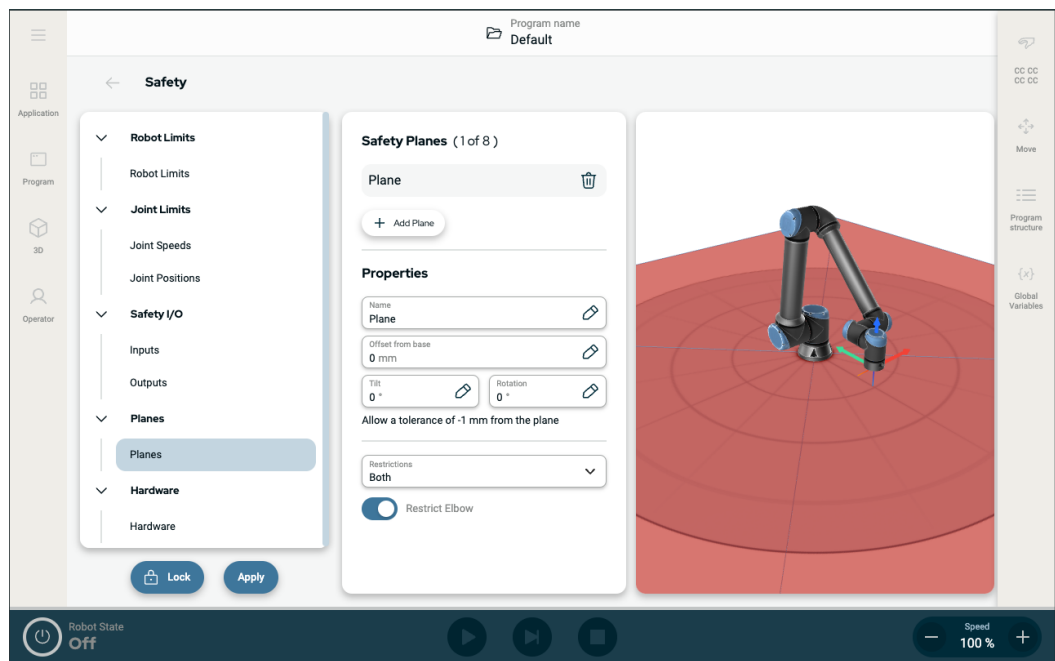 Program name
Default
Application
Program
3D
Operator
Safety
Robot Limits
Robot Limits
Joint Limits
Joint Speeds
Joint Positions
Safety I/O
Inputs
Outputs
Planes
Planes
Hardware
Hardware
Lock
Apply
Safety Planes (1 of 8)
Plane
Add Plane
Properties
Name
Plane
Offset from base
0 mm
Tilt
0 °
Rotation
0 °
Allow a tolerance of -1 mm from the plane
Restrictions
Both
Restrict Elbow
CC CC
CC CC
Move
Program
structure
{x}
Global
Variables
Robot State
Off
Speed
100 %